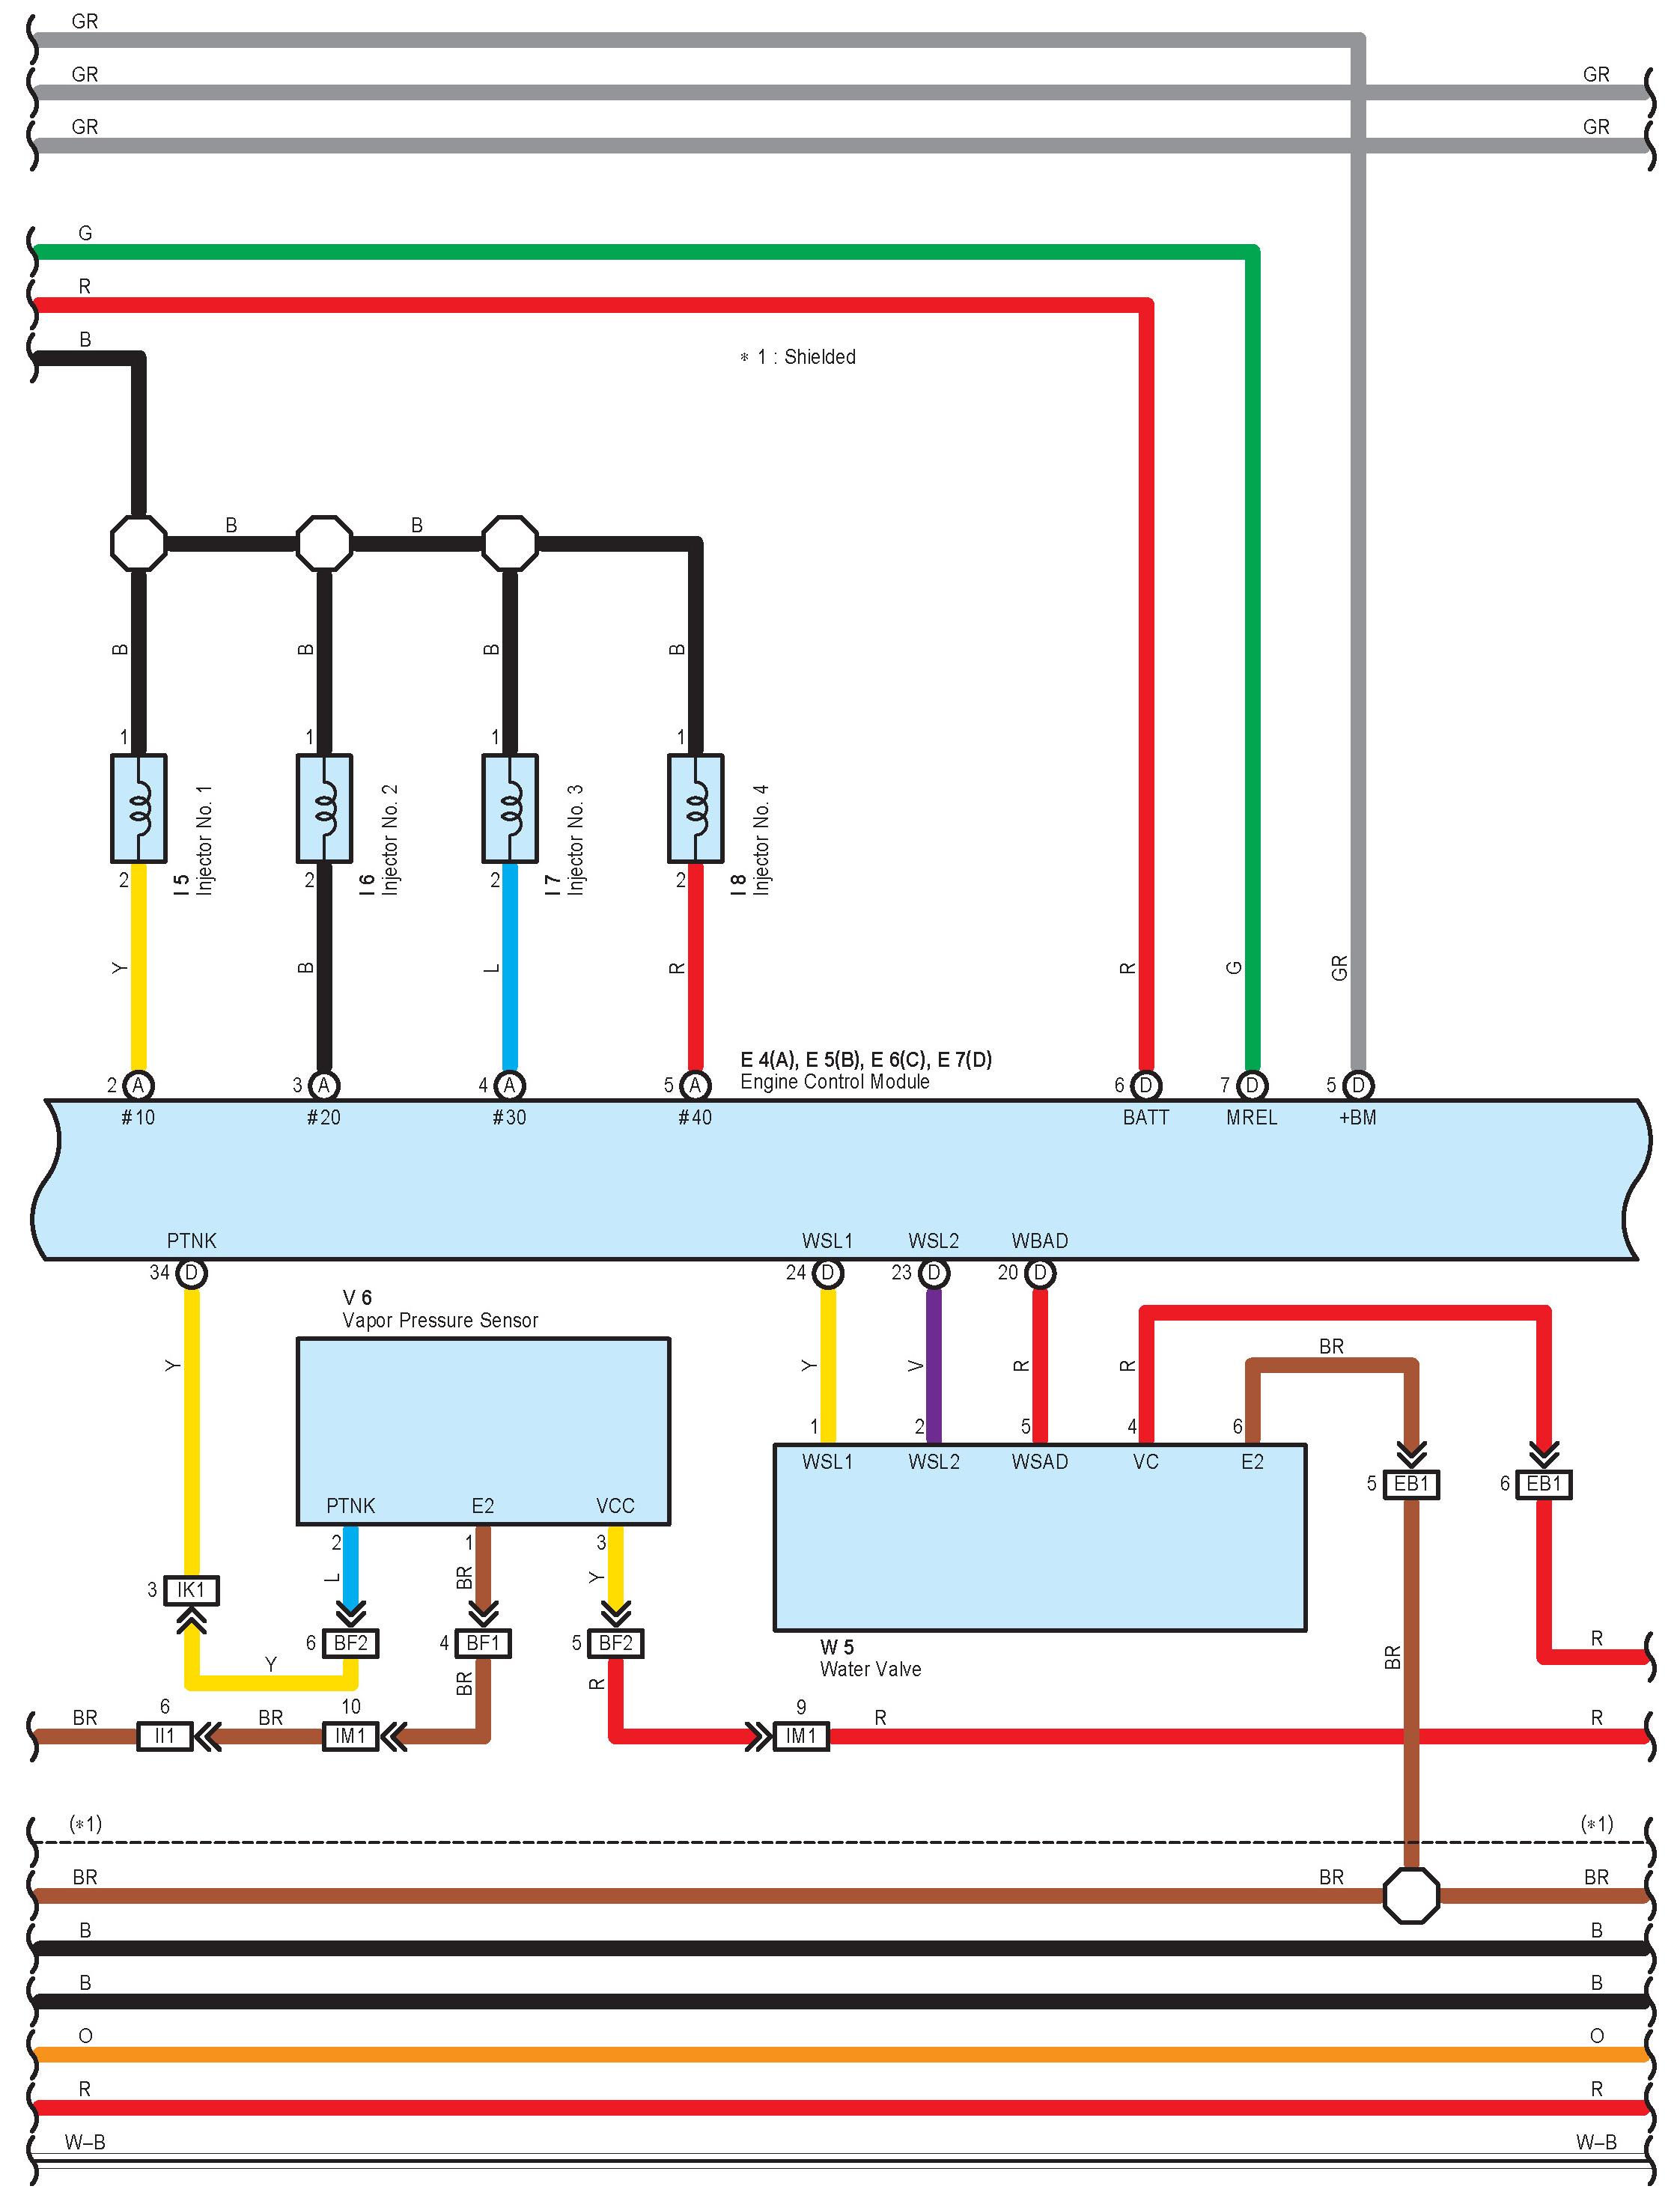 GR
GR GR
GR GR
G
R
B
∗ 1 : Shielded
B B
B B B B
1 1 1 1
I 5
Injector No. 1
I 6
Injector No. 2
I 7
Injector No. 3
I 8
Injector No. 4
2 2 2 2
Y B L R R G GR
E 4(A), E 5(B), E 6(C), E 7(D)
Engine Control Module
2 A 3 A 4 A 5 A 6 D 7 D 5 D
#10 #20 #30 #40 BATT MREL +BM
PTNK WSL1 WSL2 WBAD
34 D 24 D 23 D 20 D
V 6
Vapor Pressure Sensor
BR
Y Y V R R
1 2 5 4 6
WSL1 WSL2 WSAD VC E2
5 EB1 6 EB1
PTNK E2 VCC
2 1 3
L BR Y
3 IK1
6 BF2 4 BF1 5 BF2
W 5
Water Valve
Y BR R BR R
6 10 9
BR II1 BR IM1 IM1 R R
(∗1) (∗1)
BR BR BR
B B
B B
O O
R R
W–B W–B